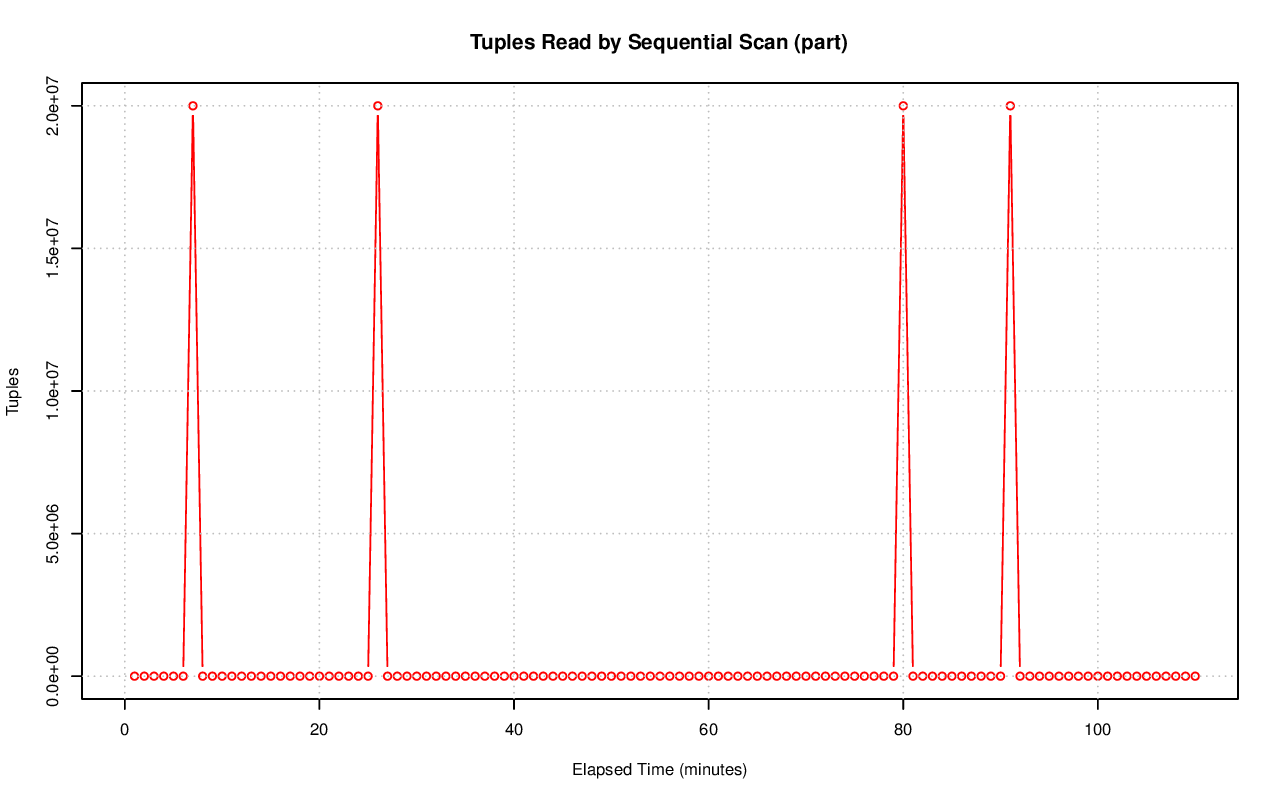 Tuples Read by Sequential Scan (part)
2.0e+07
1.5e+07
1.0e+07
5.0e+06
0.0e+00
Tuples
0 20 40 60 80 100
Elapsed Time (minutes)